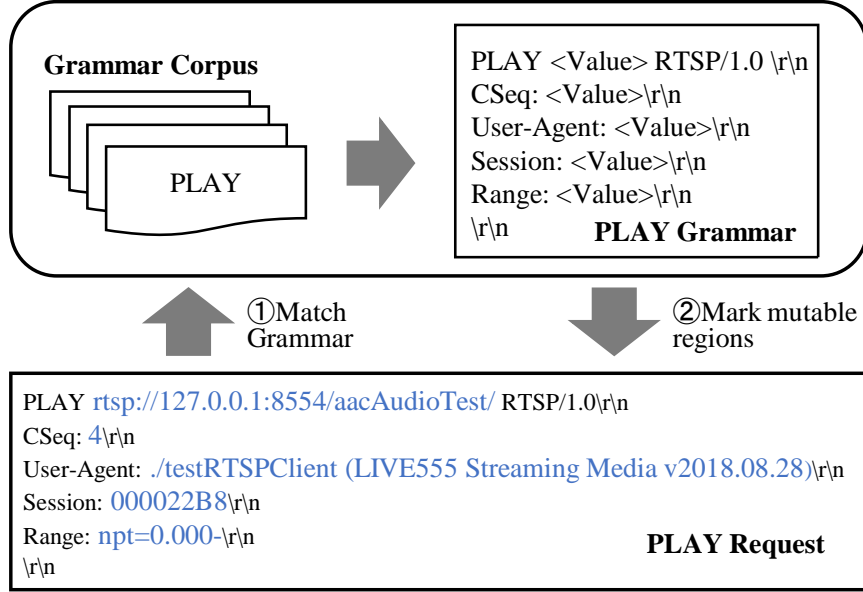 Grammar Corpus
PLAY
PLAY <Value> RTSP/1.0 \r\n
CSeq: <Value>\r\n
User-Agent: <Value>\r\n
Session: <Value>\r\n
Range: <Value>\r\n
\r\n
PLAY Grammar
①Match
Grammar
②Mark mutable
regions
PLAY rtsp://127.0.0.1:8554/aacAudioTest/ RTSP/1.0\r\n
CSeq: 4\r\n
User-Agent: ./testRTSPClient (LIVE555 Streaming Media v2018.08.28)\r\n
Session: 000022B8\r\n
Range: npt=0.000-\r\n
\r\n
PLAY Request